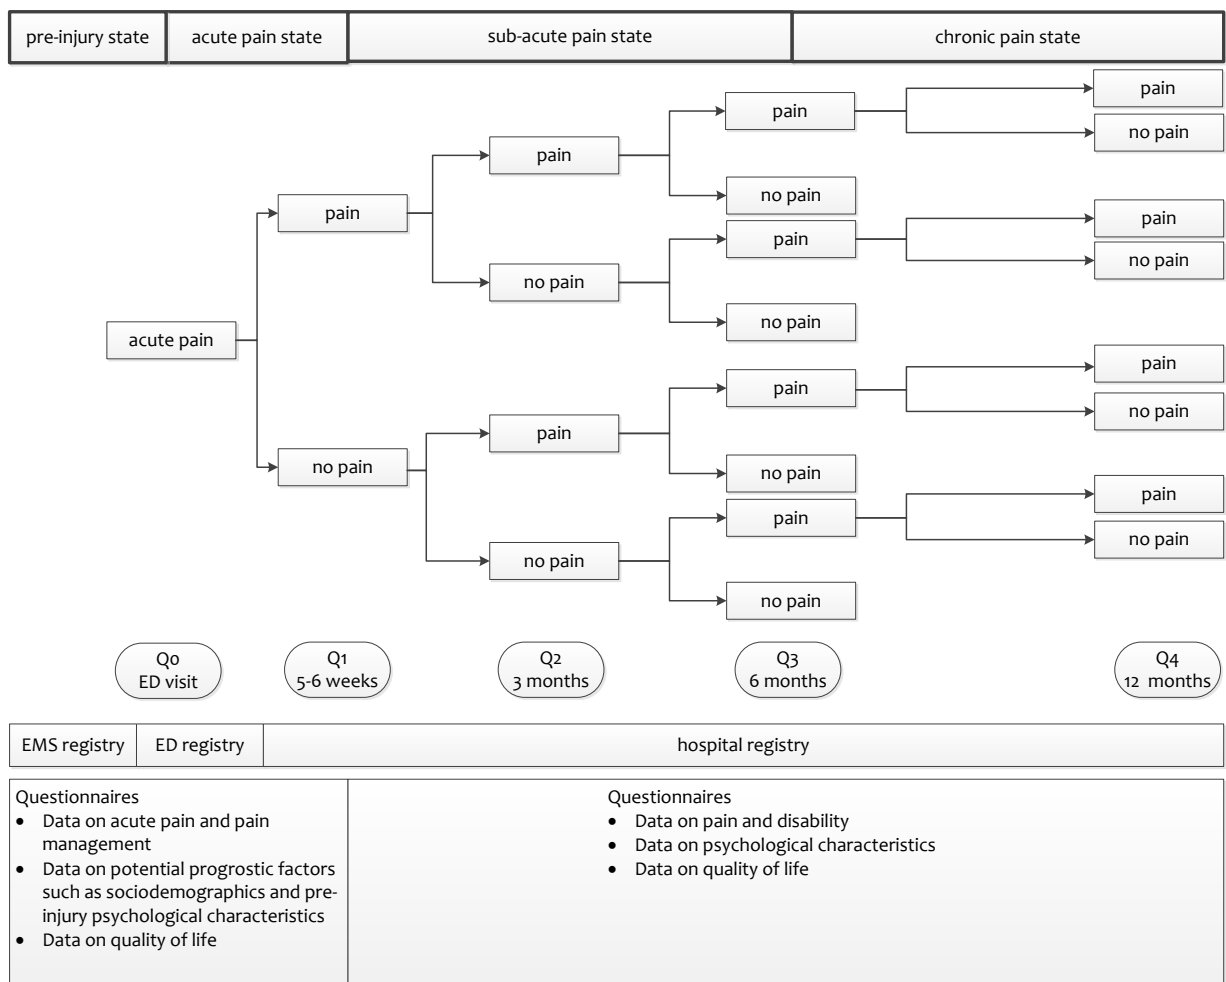 pre-injury state
acute pain state
sub-acute pain state
chronic pain state
pain
pain
no pain
pain
pain
no pain
pain
pain
pain
no pain
no pain
no pain
acute pain
pain
pain
no pain
pain
no pain
no pain
no pain
pain
pain
no pain
no pain
no pain
Q0
ED visit
Q1
5-6 weeks
Q2
3 months
Q3
6 months
Q4
12 months
EMS registry
ED registry
hospital registry
Questionnaires
• Data on acute pain and pain
management
• Data on potential progrostic factors
such as sociodemographics and pre-
injury psychological characteristics
• Data on quality of life
Questionnaires
• Data on pain and disability
• Data on psychological characteristics
• Data on quality of life